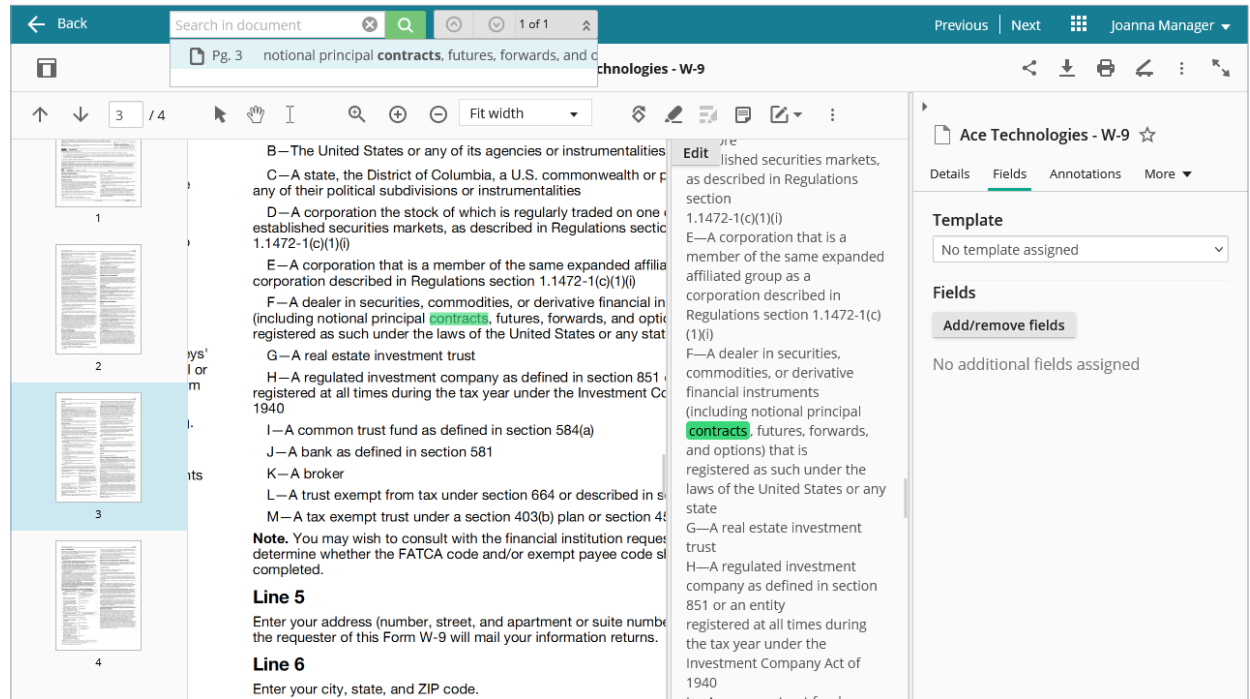 Back
Search in document
1 of 1
Previous
Next
Joanna Manager
Pg. 3 notional principal contracts, futures, forwards, and o
chnologies - W-9
3 / 4
Fit width
1
2
3
4
ys'
l or
m
nts
B—The United States or any of its agencies or instrumentalities
C—A state, the District of Columbia, a U.S. commonwealth or p
any of their political subdivisions or instrumentalities
D—A corporation the stock of which is regularly traded on one
established securities markets, as described in Regulations sectio
1.1472-1(c)(1)(i)
E—A corporation that is a member of the same expanded affilia
corporation described in Regulations section 1.1472-1(c)(1)(i)
F—A dealer in securities, commodities, or derivative financial in
(including notional principal contracts, futures, forwards, and optio
registered as such under the laws of the United States or any stat
G—A real estate investment trust
H—A regulated investment company as defined in section 851
registered at all times during the tax year under the Investment Co
1940
I—A common trust fund as defined in section 584(a)
J—A bank as defined in section 581
K—A broker
L—A trust exempt from tax under section 664 or described in s
M—A tax exempt trust under a section 403(b) plan or section 45
Note. You may wish to consult with the financial institution reques
determine whether the FATCA code and/or exempt payee code sh
completed.
Line 5
Enter your address (number, street, and apartment or suite numbe
the requester of this Form W-9 will mail your information returns.
Line 6
Enter your city, state, and ZIP code.
Edit
lished securities markets,
as described in Regulations
section
1.1472-1(c)(1)(i)
E—A corporation that is a
member of the same expanded
affiliated group as a
corporation described in
Regulations section 1.1472-1(c)
(1)(i)
F—A dealer in securities,
commodities, or derivative
financial instruments
(including notional principal
contracts, futures, forwards,
and options) that is
registered as such under the
laws of the United States or any
state
G—A real estate investment
trust
H—A regulated investment
company as defined in section
851 or an entity
registered at all times during
the tax year under the
Investment Company Act of
1940
Ace Technologies - W-9
Details
Fields
Annotations
More
Template
No template assigned
Fields
Add/remove fields
No additional fields assigned